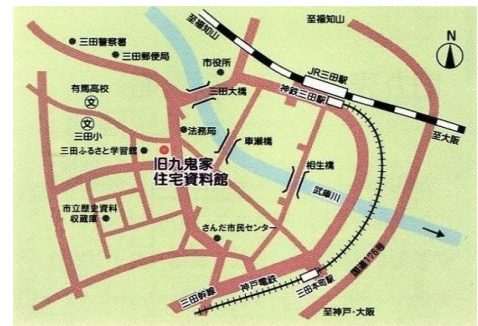 至福知山
至福知山
N
三田警察署
三田郵便局
市役所
JR三田駅
神鉄三田駅
有馬高校
文
三田大橋
至大阪
文
三田小
法務局
車瀬橋
三田ふるさと学習館
相生橋
旧九鬼家
住宅資料館
武庫川
市立歴史資料
収蔵庫
さんだ市民センター
国道176号
神戸電鉄
三田本町駅
三田幹線
至神戸・大阪